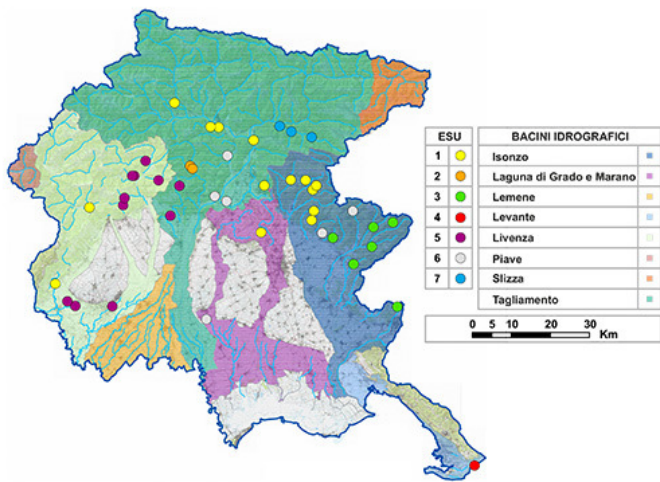 ESU BACINI IDROGRAFICI
1 Isonzo
2 Laguna di Grado e Marano
3 Lemene
4 Levante
5 Livenza
6 Piave
7 Slizza
Tagliamento
0 5 10 20 30
Km